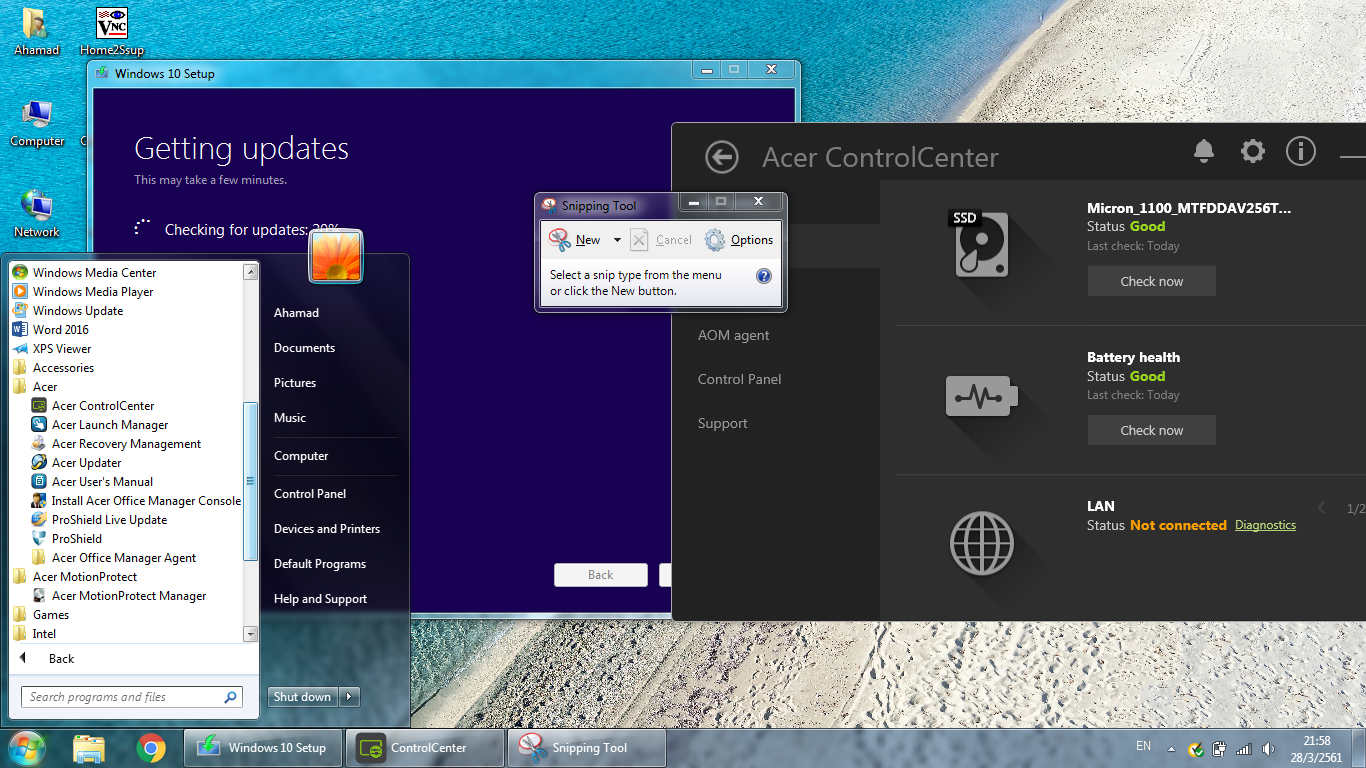 Ahamad
Home2Ssup
Computer
Network
Windows 10 Setup
Getting updates
This may take a few minutes.
Checking for updates:
Back
Snipping Tool
New
Cancel
Options
Select a snip type from the menu
or click the New button.
Acer ControlCenter
AOM agent
Control Panel
Support
SSD
Micron_1100_MTFDDAV256T...
Status Good
Last check: Today
Check now
Battery health
Status Good
Last check: Today
Check now
LAN
1/2
Status Not connected Diagnostics
Windows Media Center
Windows Media Player
Windows Update
Word 2016
XPS Viewer
Accessories
Acer
Acer ControlCenter
Acer Launch Manager
Acer Recovery Management
Acer Updater
Acer User's Manual
Install Acer Office Manager Console
ProShield Live Update
ProShield
Acer Office Manager Agent
Acer MotionProtect
Acer MotionProtect Manager
Games
Intel
Back
Search programs and files
Ahamad
Documents
Pictures
Music
Computer
Control Panel
Devices and Printers
Default Programs
Help and Support
Shut down
Windows 10 Setup
ControlCenter
Snipping Tool
EN
21:58
28/3/2561